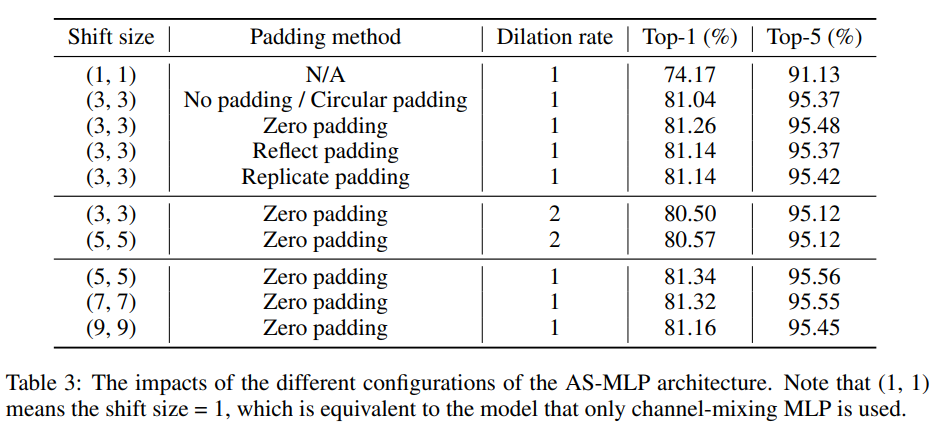 Shift size Padding method Dilation rate Top-1 (%) Top-5 (%)
(1, 1) N/A 1 74.17 91.13
(3, 3) No padding / Circular padding 1 81.04 95.37
(3, 3) Zero padding 1 81.26 95.48
(3, 3) Reflect padding 1 81.14 95.37
(3, 3) Replicate padding 1 81.14 95.42
(3, 3) Zero padding 2 80.50 95.12
(5, 5) Zero padding 2 80.57 95.12
(5, 5) Zero padding 1 81.34 95.56
(7, 7) Zero padding 1 81.32 95.55
(9, 9) Zero padding 1 81.16 95.45
Table 3: The impacts of the different configurations of the AS-MLP architecture. Note that (1, 1)
means the shift size = 1, which is equivalent to the model that only channel-mixing MLP is used.